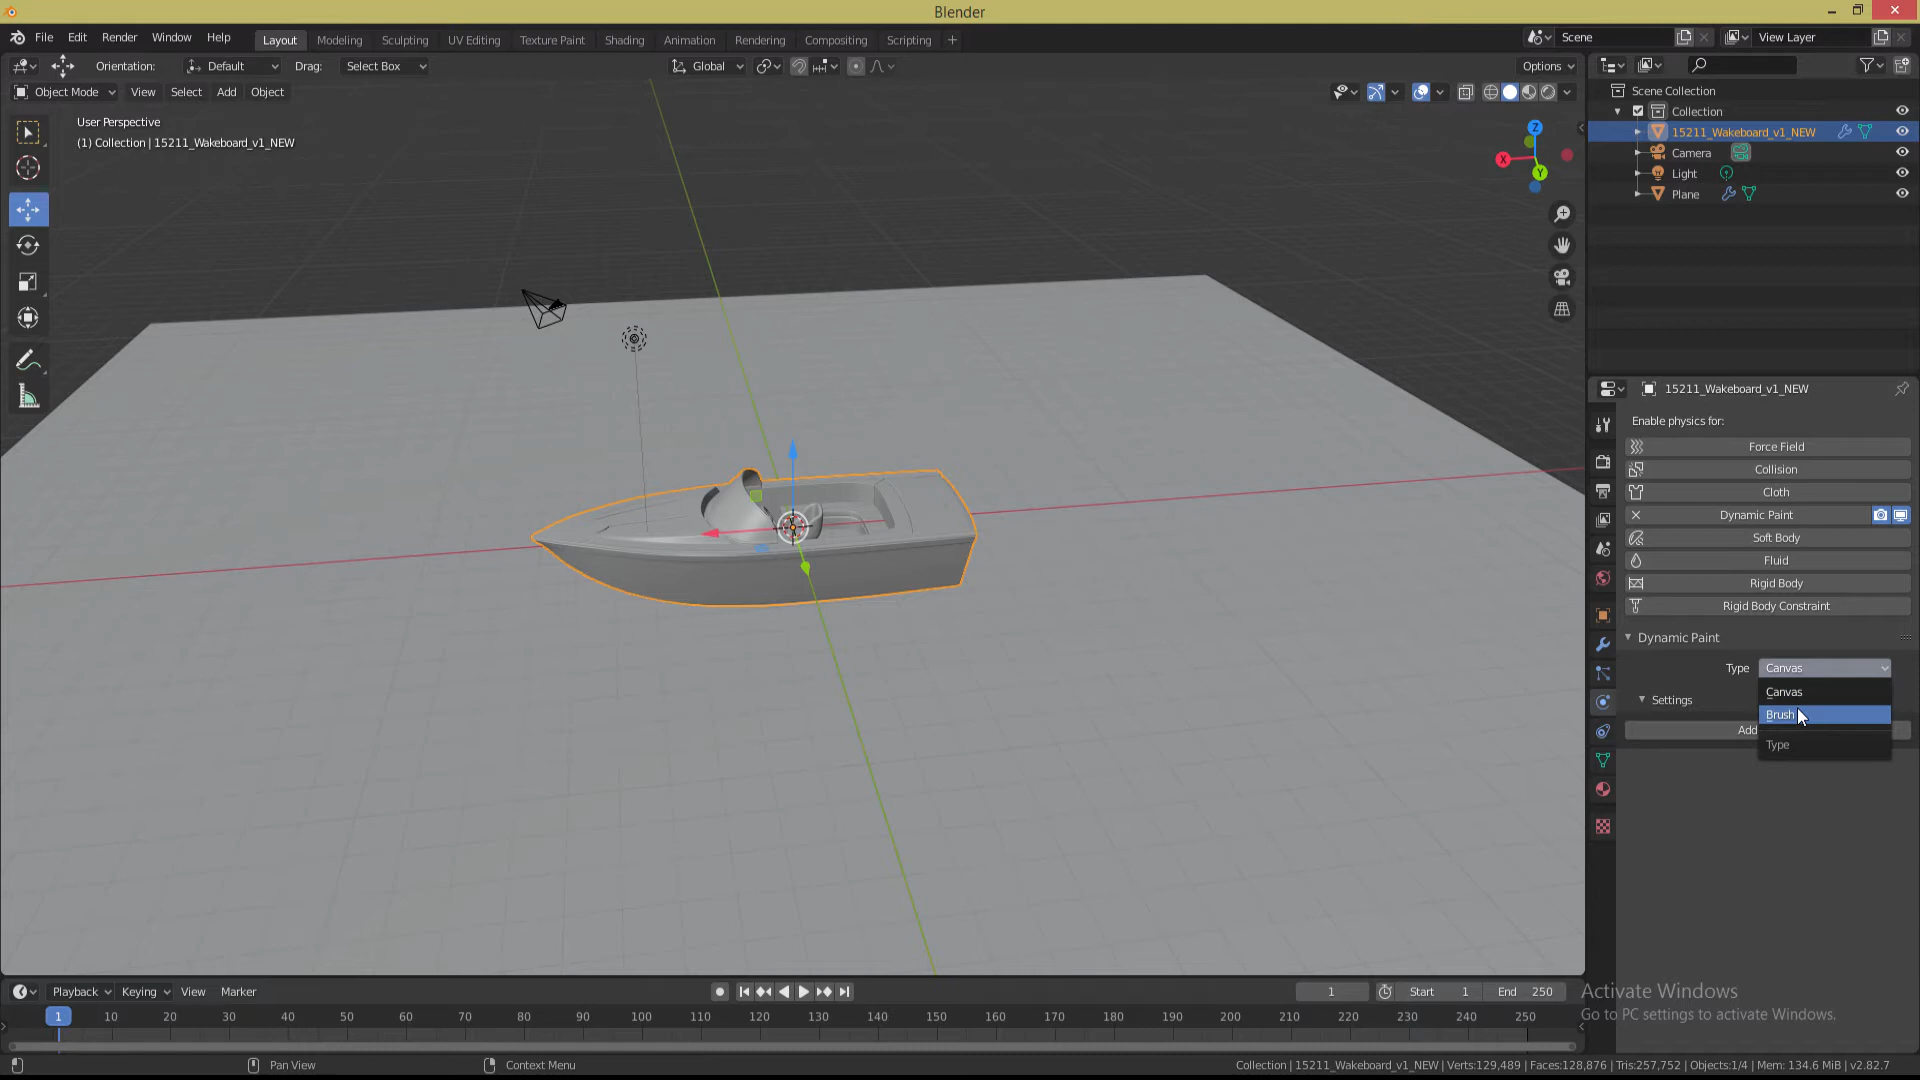 Blender
File Edit Render Window Help Layout Modeling Sculpting UV Editing Texture Paint Shading Animation Rendering Compositing Scripting + Scene View Layer
Orientation: Default Drag: Select Box Global Options
Object Mode View Select Add Object
User Perspective
(1) Collection | 15211_Wakeboard_v1_NEW
Z
X
Y
Scene Collection
Collection
15211_Wakeboard_v1_NEW
Camera
Light
Plane
15211_Wakeboard_v1_NEW
Enable physics for:
Force Field
Collision
Cloth
Dynamic Paint
Soft Body
Fluid
Rigid Body
Rigid Body Constraint
Dynamic Paint
Type Canvas
Canvas
Settings
Brush
Add
Type
Playback Keying View Marker 1 Start 1 End 250
1 10 20 30 40 50 60 70 80 90 100 110 120 130 140 150 160 170 180 190 200 210 220 230 240 250
Activate Windows
Go to PC settings to activate Windows.
Pan View Context Menu Collection | 15211_Wakeboard_v1_NEW | Verts:129,489 | Faces:128,876 | Tris:257,752 | Objects:1/4 | Mem: 134.6 MiB | v2.82.7